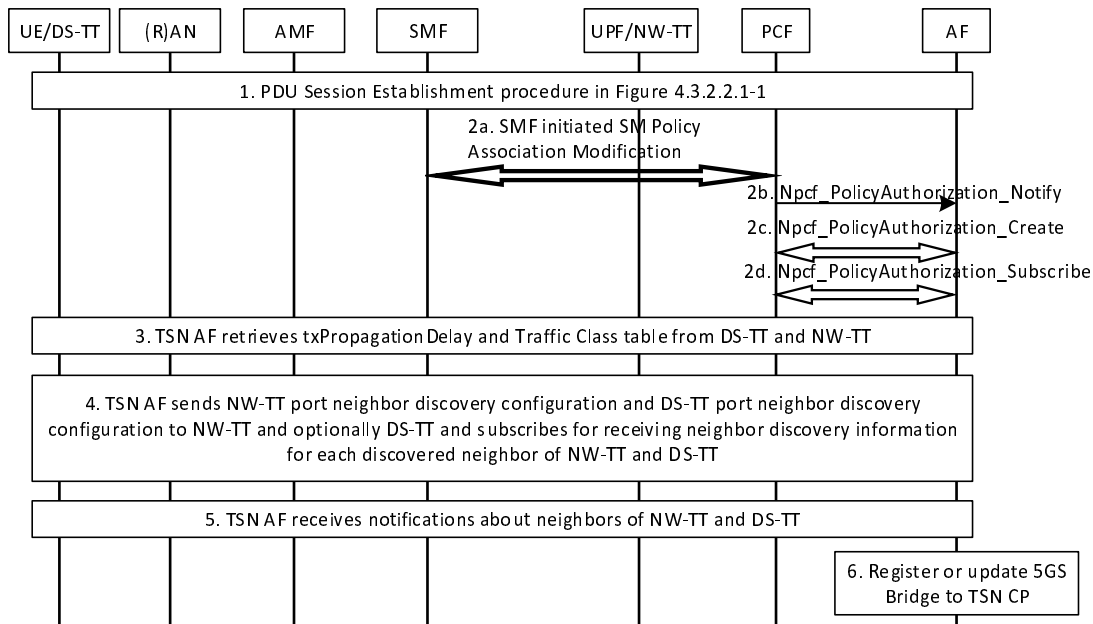 UE/DS-TT
(R)AN
AMF
SMF
UPF/NW-TT
PCF
AF
1. PDU Session Establishment procedure in Figure 4.3.2.2.1-1
2a. SMF initiated SM Policy
Association Modification
2b. Npcf_PolicyAuthorization_Notify
2c. Npcf_PolicyAuthorization_Create
2d. Npcf_PolicyAuthorization_Subscribe
3. TSN AF retrieves txPropagationDelay and Traffic Class table from DS-TT and NW-TT
4. TSN AF sends NW-TT port neighbor discovery configuration and DS-TT port neighbor discovery
configuration to NW-TT and optionally DS-TT and subscribes for receiving neighbor discovery information
for each discovered neighbor of NW-TT and DS-TT
5. TSN AF receives notifications about neighbors of NW-TT and DS-TT
6. Register or update 5GS
Bridge to TSN CP